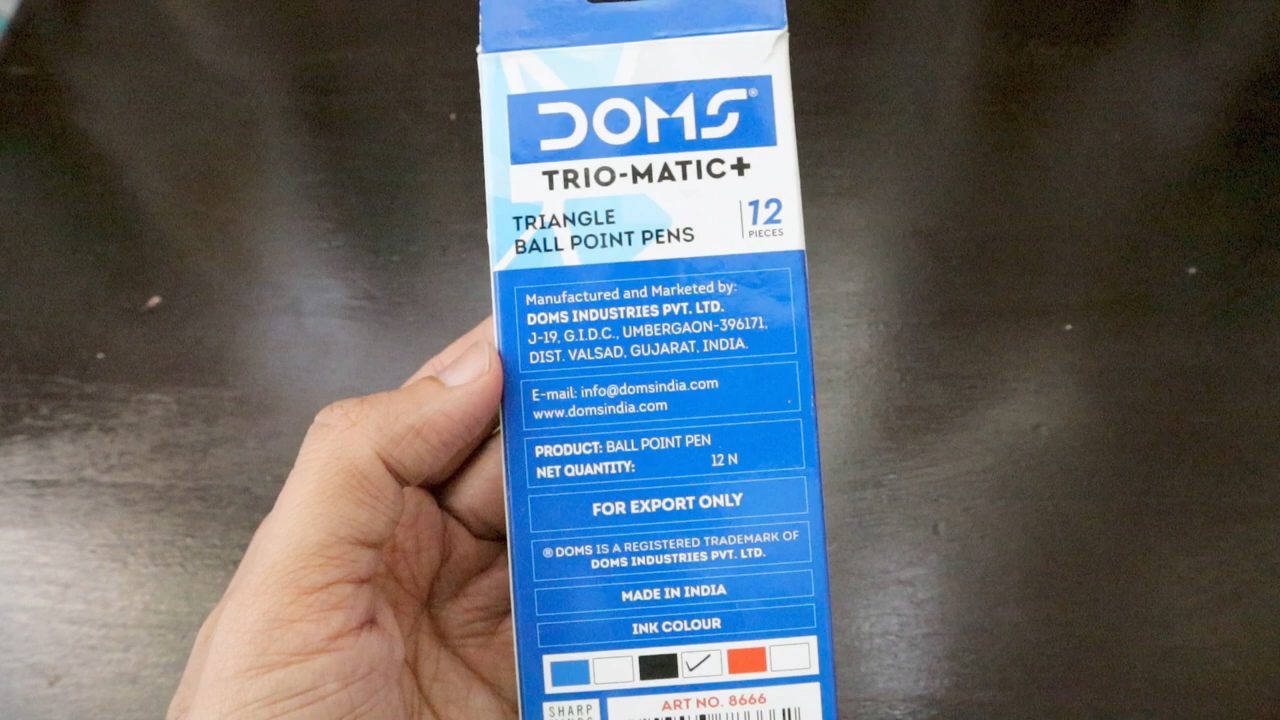 DOMS®
TRIO-MATIC+
TRIANGLE
BALL POINT PENS
12
PIECES
Manufactured and Marketed by:
DOMS INDUSTRIES PVT. LTD.
J-19, G.I.D.C., UMBERGAON-396171,
DIST. VALSAD, GUJARAT, INDIA.
E-mail: info@domsindia.com
www.domsindia.com
PRODUCT: BALL POINT PEN
NET QUANTITY: 12 N
FOR EXPORT ONLY
® DOMS IS A REGISTERED TRADEMARK OF
DOMS INDUSTRIES PVT. LTD.
MADE IN INDIA
INK COLOUR
SHARP
ART NO. 8666